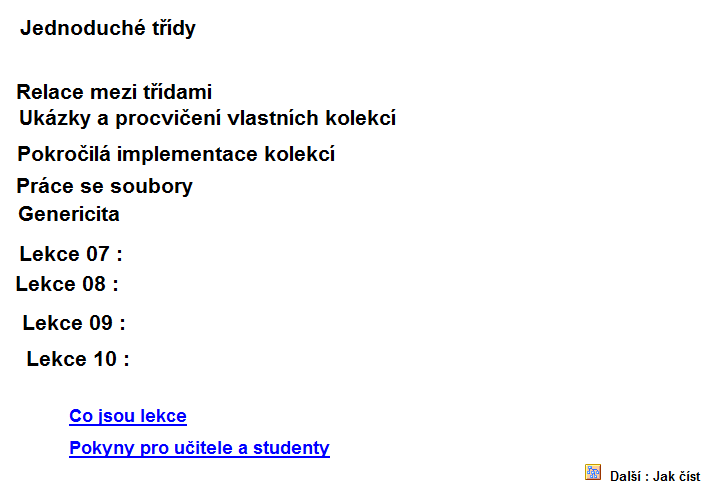 Jednoduché třídy
Relace mezi třídami
Ukázky a procvičení vlastních kolekcí
Pokročilá implementace kolekcí
Práce se soubory
Genericita
Lekce 07 :
Lekce 08 :
Lekce 09 :
Lekce 10 :
Co jsou lekce
Pokyny pro učitele a studenty
Další : Jak číst